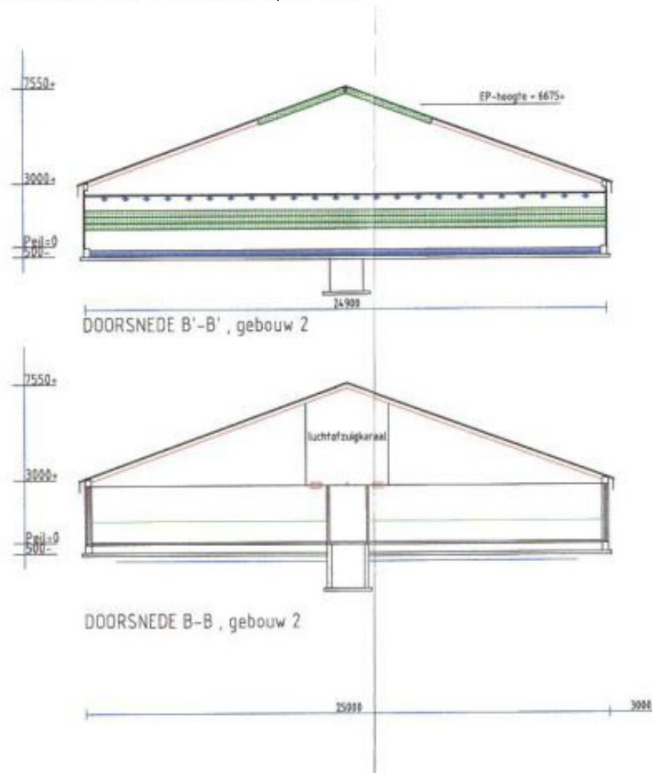 7550+
EP-hoogte = 6675+
3000+
Peil=0
500-
24900
DOORSNEDE B'-B' , gebouw 2
7550+
luchtafzuigkanaal
3000+
Peil=0
500-
DOORSNEDE B-B , gebouw 2
25000
3000